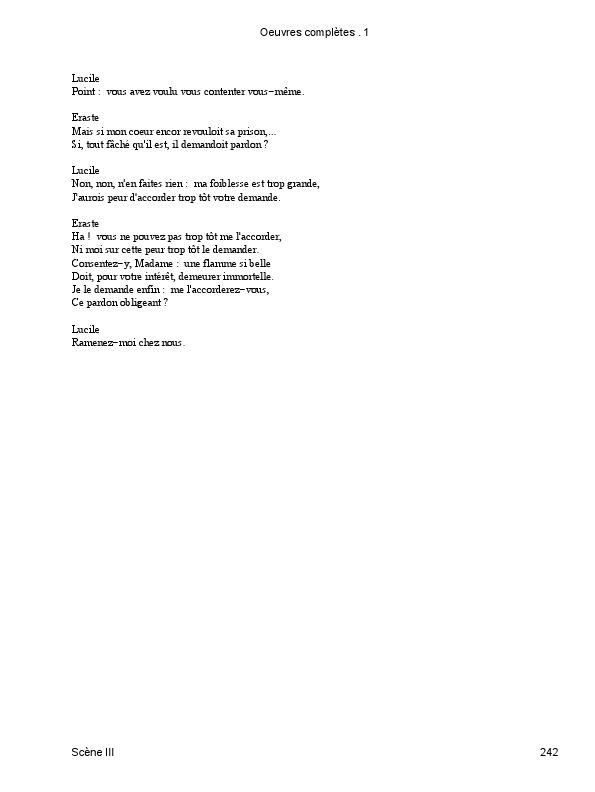 Oeuvres complètes . 1
Lucile
Point : vous avez voulu vous contenter vous−même.
Eraste
Mais si mon coeur encor revouloit sa prison,...
Si, tout fâché qu'il est, il demandoit pardon ?
Lucile
Non, non, n'en faites rien : ma foiblesse est trop grande,
J'aurois peur d'accorder trop tôt votre demande.
Eraste
Ha ! vous ne pouvez pas trop tôt me l'accorder,
Ni moi sur cette peur trop tôt le demander.
Consentez−y, Madame : une flamme si belle
Doit, pour votre intérêt, demeurer immortelle.
Je le demande enfin : me l'accorderez−vous,
Ce pardon obligeant ?
Lucile
Ramenez−moi chez nous.
Scène III
242